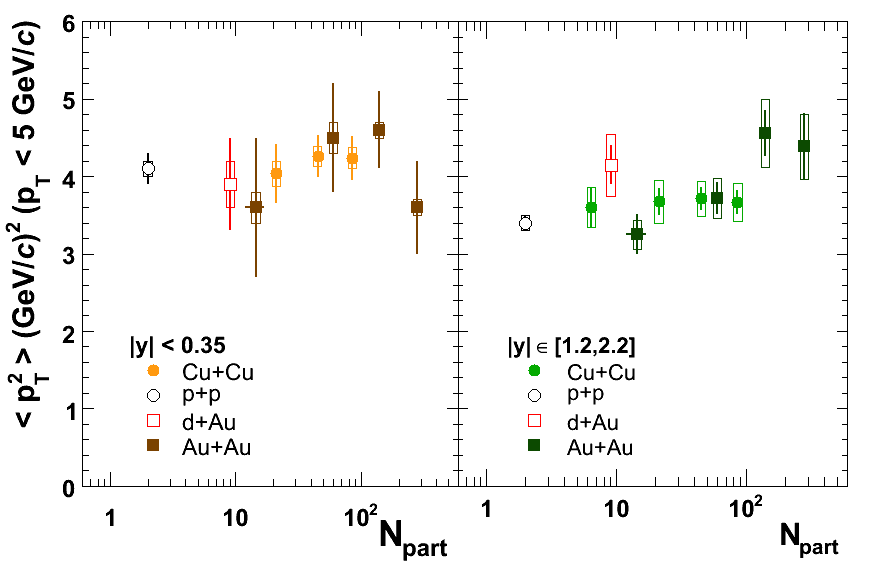 < p_T^2 > (GeV/c)^2 (p_T < 5 GeV/c)
6
5
4
3
2
1
0
|y| < 0.35
Cu+Cu
p+p
d+Au
Au+Au
1
10
10^2
N_part
|y| ∈ [1.2,2.2]
Cu+Cu
p+p
d+Au
Au+Au
1
10
10^2
N_part